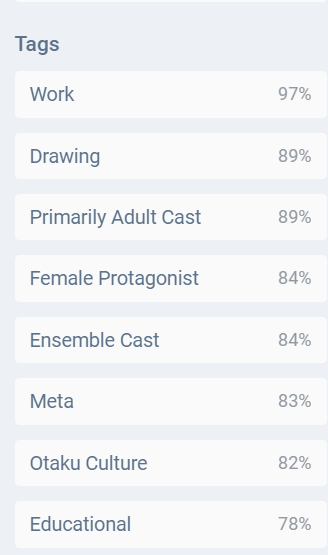 Tags
Work 97%
Drawing 89%
Primarily Adult Cast 89%
Female Protagonist 84%
Ensemble Cast 84%
Meta 83%
Otaku Culture 82%
Educational 78%